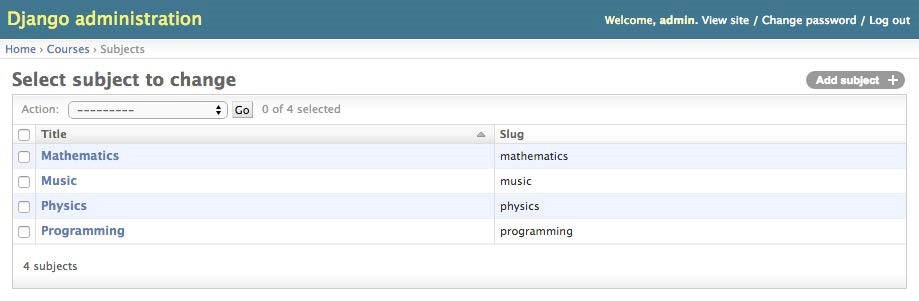 Django administration
Welcome, admin. View site / Change password / Log out
Home › Courses › Subjects
Select subject to change
Add subject +
Action: --------- Go 0 of 4 selected
Title Slug
Mathematics mathematics
Music music
Physics physics
Programming programming
4 subjects